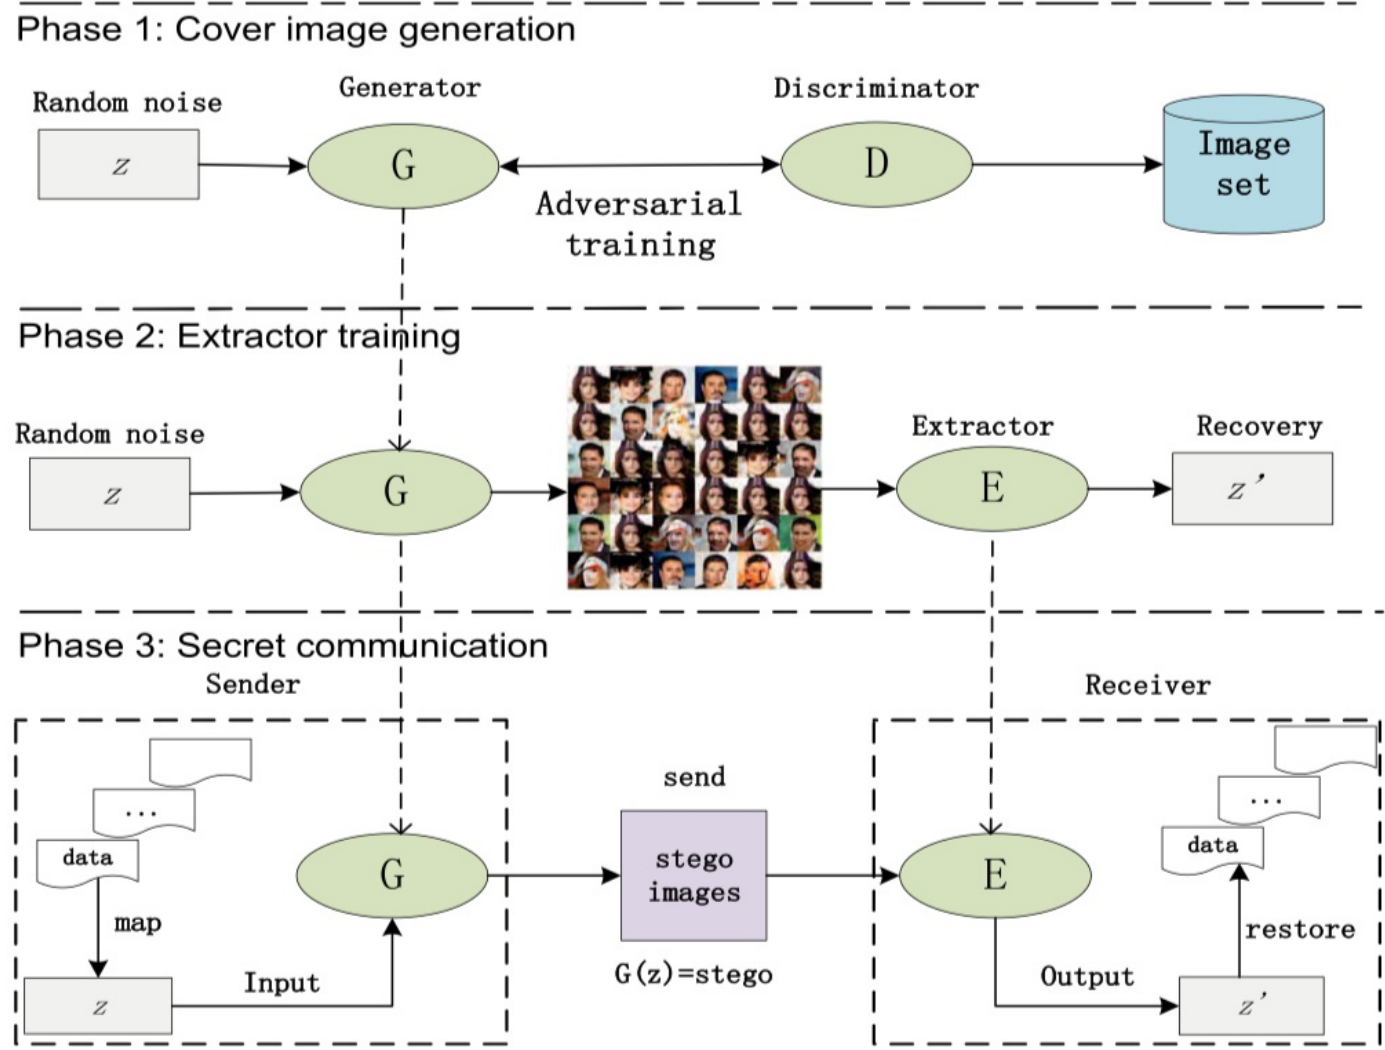 Phase 1: Cover image generation
Random noise
Generator
Discriminator
z
G
D
Image
set
Adversarial
training
Phase 2: Extractor training
Random noise
Extractor
Recovery
z
G
E
z’
Phase 3: Secret communication
Sender
Receiver
...
data
map
z
Input
G
send
stego
images
G(z)=stego
E
...
data
restore
Output
z’